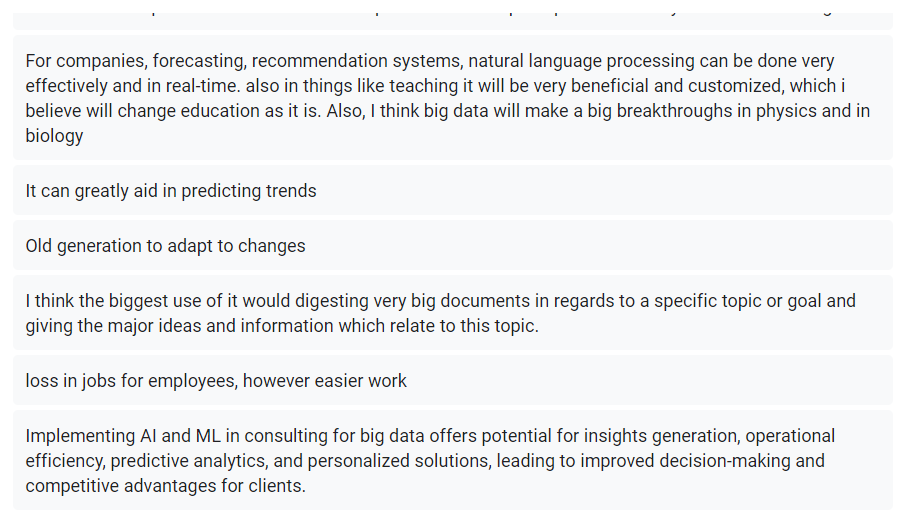 For companies, forecasting, recommendation systems, natural language processing can be done very
effectively and in real-time. also in things like teaching it will be very beneficial and customized, which i
believe will change education as it is. Also, I think big data will make a big breakthroughs in physics and in
biology
It can greatly aid in predicting trends
Old generation to adapt to changes
I think the biggest use of it would digesting very big documents in regards to a specific topic or goal and
giving the major ideas and information which relate to this topic.
loss in jobs for employees, however easier work
Implementing AI and ML in consulting for big data offers potential for insights generation, operational
efficiency, predictive analytics, and personalized solutions, leading to improved decision-making and
competitive advantages for clients.